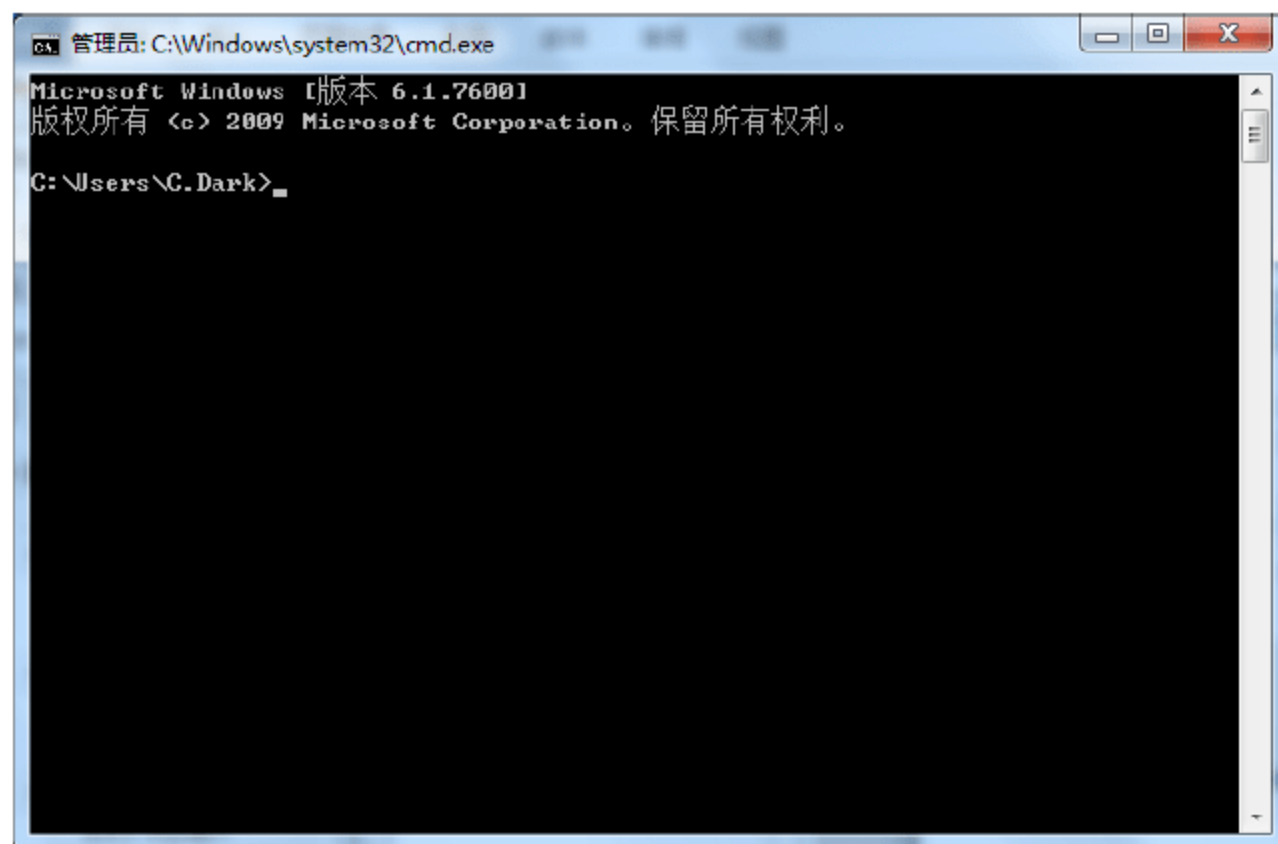 管理员: C:\Windows\system32\cmd.exe
Microsoft Windows [版本 6.1.7600]
版权所有 (c) 2009 Microsoft Corporation。保留所有权利。
C:\Users\C.Dark>_